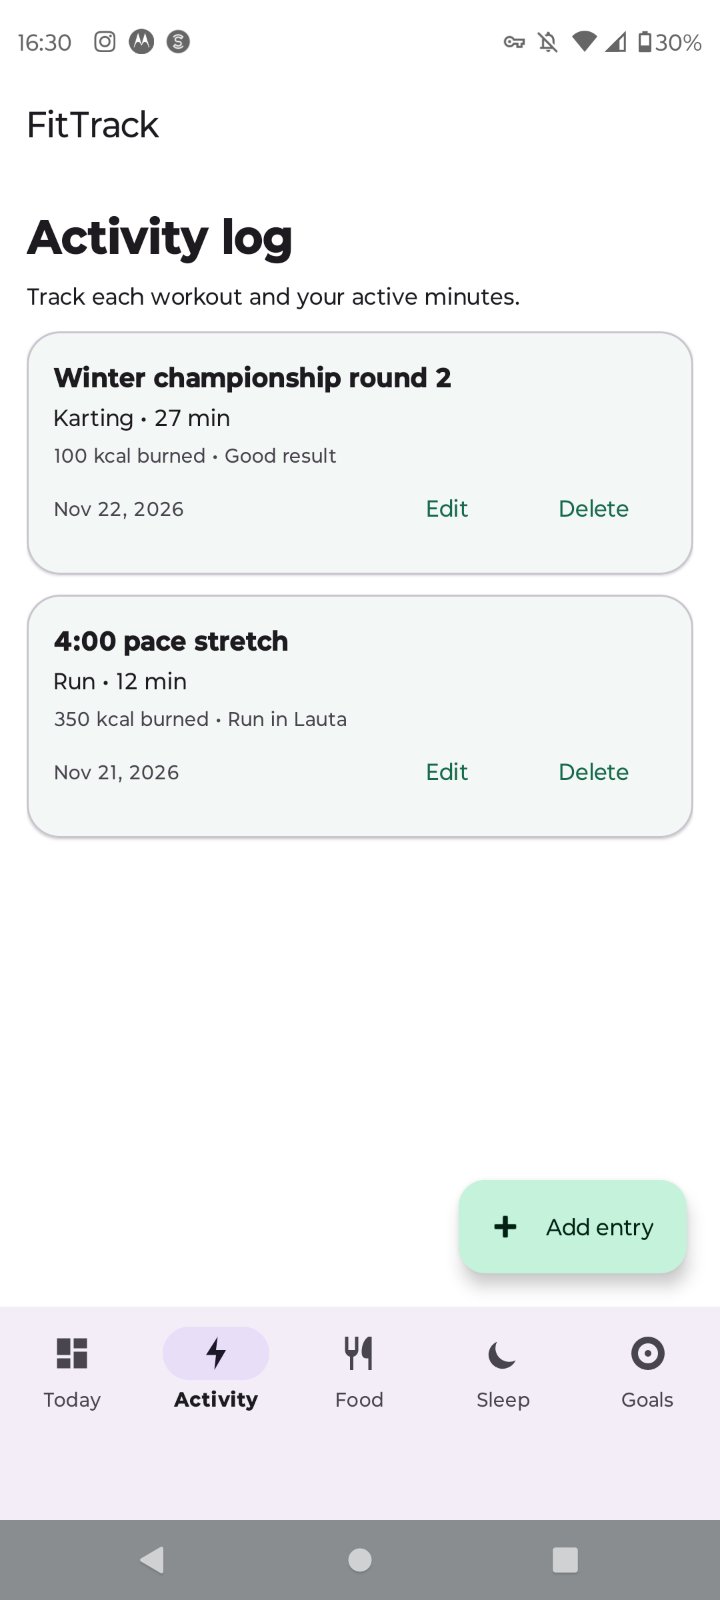 16:30
30%
FitTrack
Activity log
Track each workout and your active minutes.
Winter championship round 2
Karting • 27 min
100 kcal burned • Good result
Nov 22, 2026 Edit Delete
4:00 pace stretch
Run • 12 min
350 kcal burned • Run in Lauta
Nov 21, 2026 Edit Delete
Add entry
Today Activity Food Sleep Goals